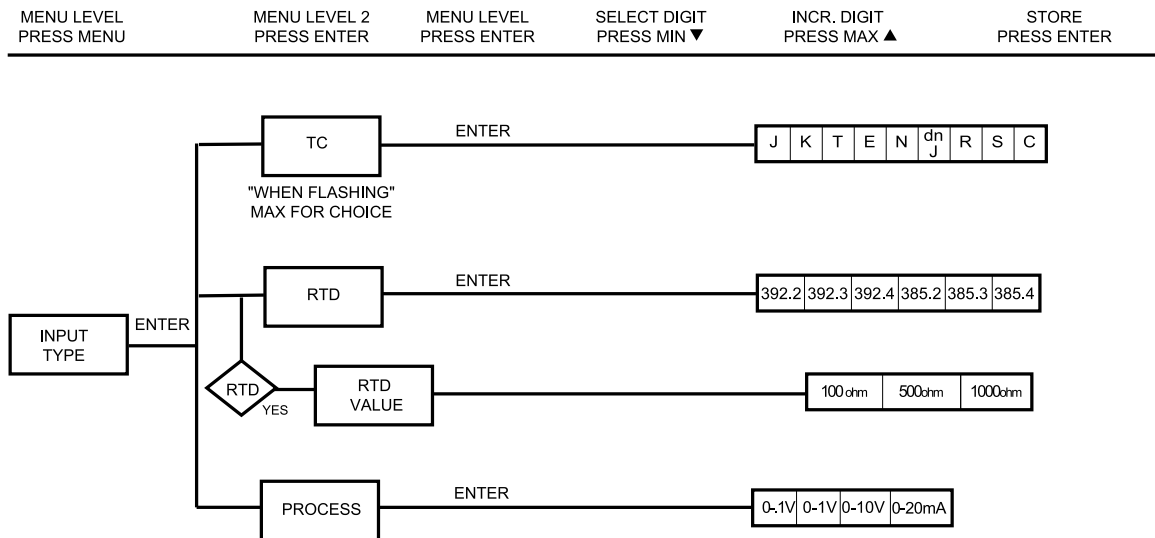 MENU LEVEL
PRESS MENU
MENU LEVEL 2
PRESS ENTER
MENU LEVEL
PRESS ENTER
SELECT DIGIT
PRESS MIN ▼
INCR. DIGIT
PRESS MAX ▲
STORE
PRESS ENTER
TC
ENTER
J K T E N dn J R S C
"WHEN FLASHING"
MAX FOR CHOICE
RTD
ENTER
392.2 392.3 392.4 385.2 385.3 385.4
INPUT
TYPE
ENTER
RTD
YES
RTD
VALUE
100 ohm 500ohm 1000ohm
PROCESS
ENTER
0-.1V 0-1V 0-10V 0-20mA